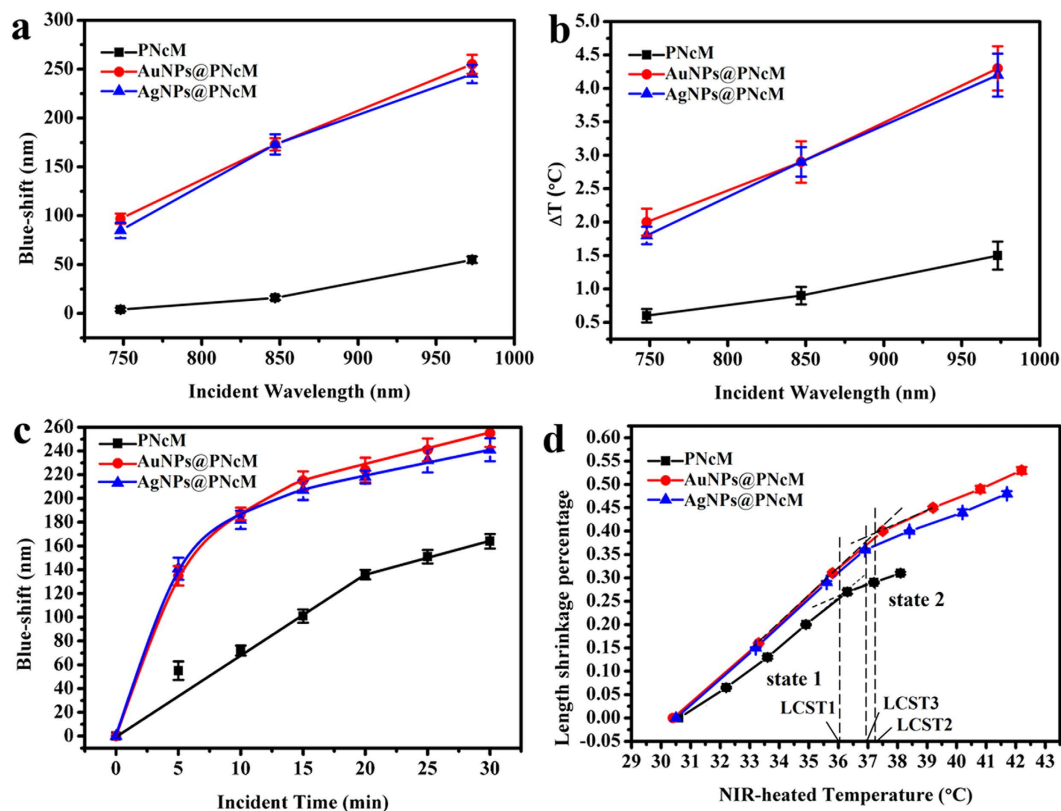 a
PNcM
AuNPs@PNcM
AgNPs@PNcM
300
250
200
150
100
50
0
Blue-shift (nm)
750 800 850 900 950 1000
Incident Wavelength (nm)
b
PNcM
AuNPs@PNcM
AgNPs@PNcM
5.0
4.5
4.0
3.5
3.0
2.5
2.0
1.5
1.0
0.5
ΔT (°C)
750 800 850 900 950 1000
Incident Wavelength (nm)
c
PNcM
AuNPs@PNcM
AgNPs@PNcM
260
240
220
200
180
160
140
120
100
80
60
40
20
0
Blue-shift (nm)
0 5 10 15 20 25 30
Incident Time (min)
d
PNcM
AuNPs@PNcM
AgNPs@PNcM
0.60
0.55
0.50
0.45
0.40
0.35
0.30
0.25
0.20
0.15
0.10
0.05
0.00
-0.05
Length shrinkage percentage
state 2
state 1
LCST1
LCST3
LCST2
29 30 31 32 33 34 35 36 37 38 39 40 41 42 43
NIR-heated Temperature (°C)